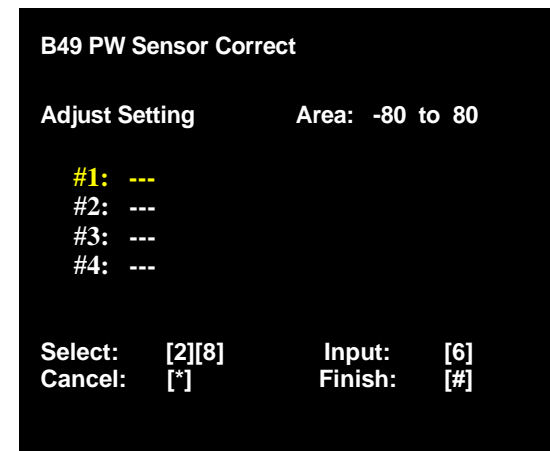 B49 PW Sensor Correct
Adjust Setting Area: -80 to 80
#1: ---
#2: ---
#3: ---
#4: ---
Select: [2][8] Input: [6]
Cancel: [*] Finish: [#]